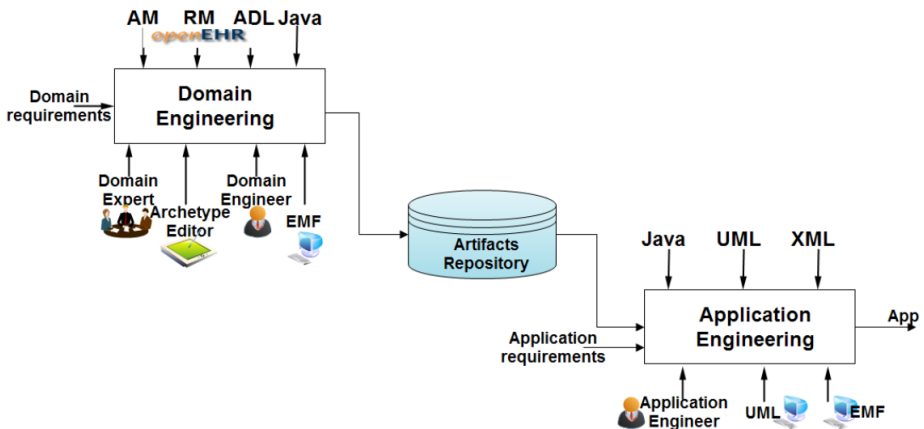 AM RM ADL Java
openEHR
Domain
requirements
Domain
Engineering
Domain
Expert
Archetype
Editor
Domain
Engineer
EMF
Artifacts
Repository
Java UML XML
Application
requirements
Application
Engineering
App
Application
Engineer
UML
EMF